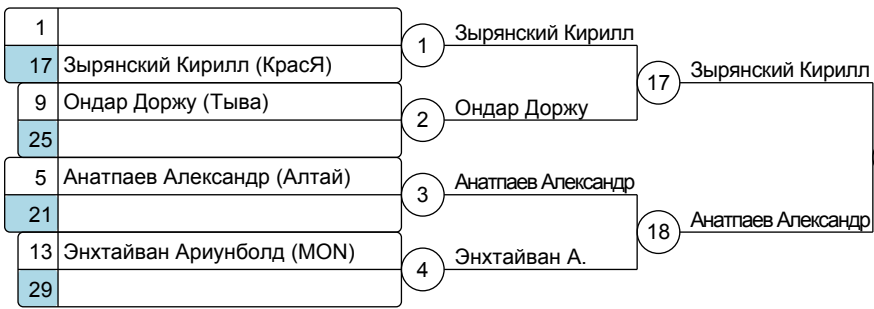 1
17 Зырянский Кирилл (КрасЯ)
9 Ондар Доржу (Тыва)
25
5 Анатпаев Александр (Алтай)
21
13 Энхтайван Ариунболд (MON)
29
1
2
3
4
Зырянский Кирилл
Ондар Доржу
Анатпаев Александр
Энхтайван А.
17
18
Зырянский Кирилл
Анатпаев Александр